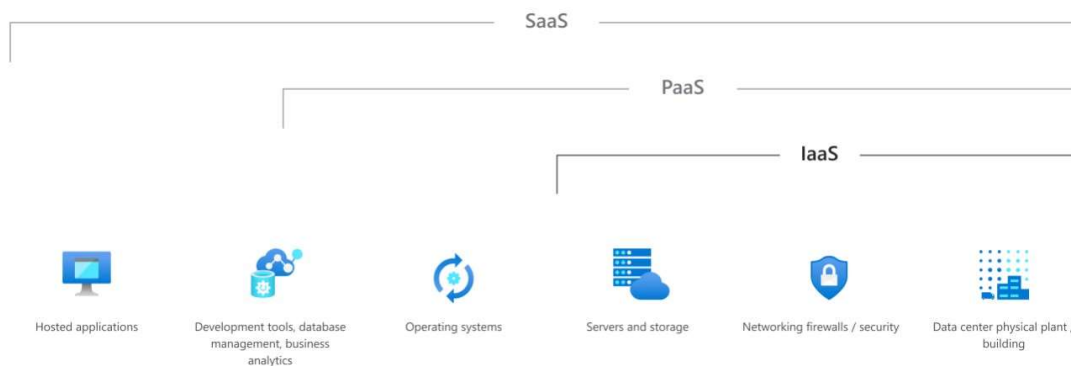 SaaS
PaaS
IaaS
Hosted applications
Development tools, database
management, business
analytics
Operating systems
Servers and storage
Networking firewalls / security
Data center physical plant /
building